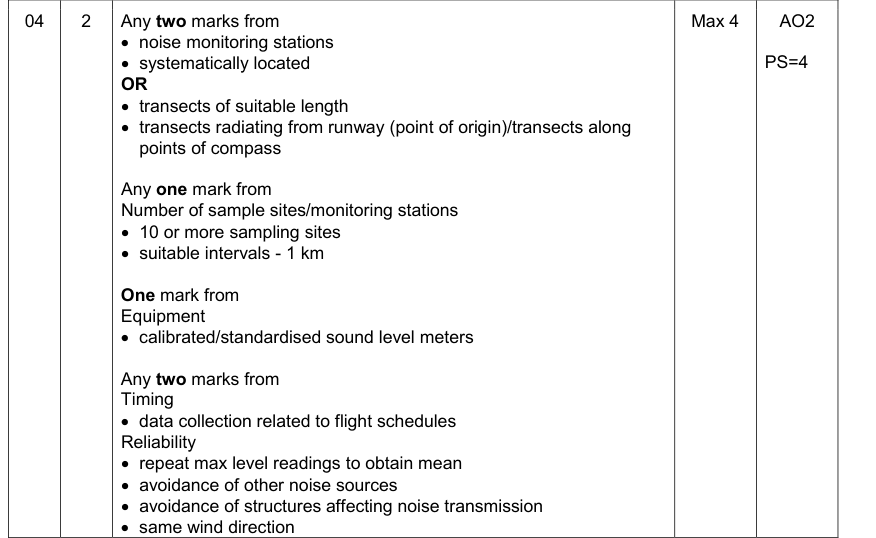 04 2 Any two marks from Max 4 AO2
• noise monitoring stations
• systematically located PS=4
OR
• transects of suitable length
• transects radiating from runway (point of origin)/transects along
points of compass
Any one mark from
Number of sample sites/monitoring stations
• 10 or more sampling sites
• suitable intervals - 1 km
One mark from
Equipment
• calibrated/standardised sound level meters
Any two marks from
Timing
• data collection related to flight schedules
Reliability
• repeat max level readings to obtain mean
• avoidance of other noise sources
• avoidance of structures affecting noise transmission
• same wind direction